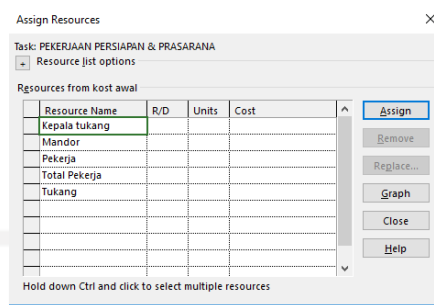 Assign Resources
Task: PEKERJAAN PERSIAPAN & PRASARANA
+ Resource list options
Resources from kost awal
Resource Name R/D Units Cost
Kepala tukang
Mandor
Pekerja
Total Pekerja
Tukang
Assign
Remove
Replace...
Graph
Close
Help
Hold down Ctrl and click to select multiple resources